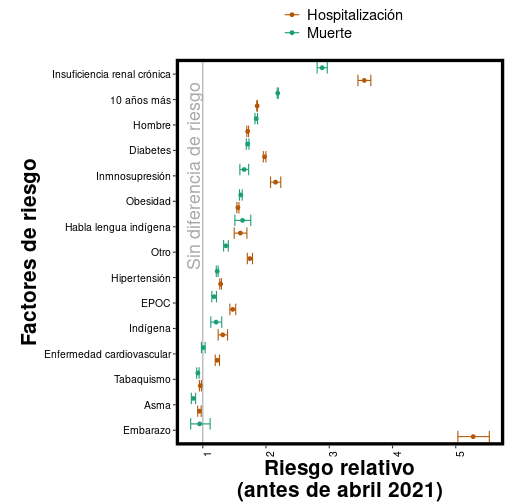 Hospitalización
Muerte
Factores de riesgo
Insuficiencia renal crónica
10 años más
Hombre
Diabetes
Inmnosupresión
Obesidad
Habla lengua indígena
Otro
Hipertensión
EPOC
Indígena
Enfermedad cardiovascular
Tabaquismo
Asma
Embarazo
Sin diferencia de riesgo
1 2 3 4 5
Riesgo relativo
(antes de abril 2021)